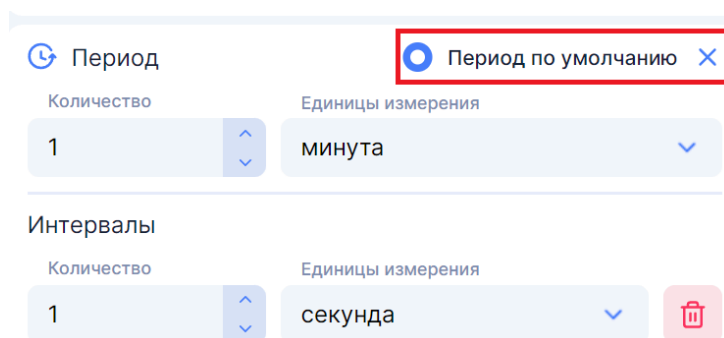 Период
Период по умолчанию
Количество
Единицы измерения
1
минута
Интервалы
Количество
Единицы измерения
1
секунда